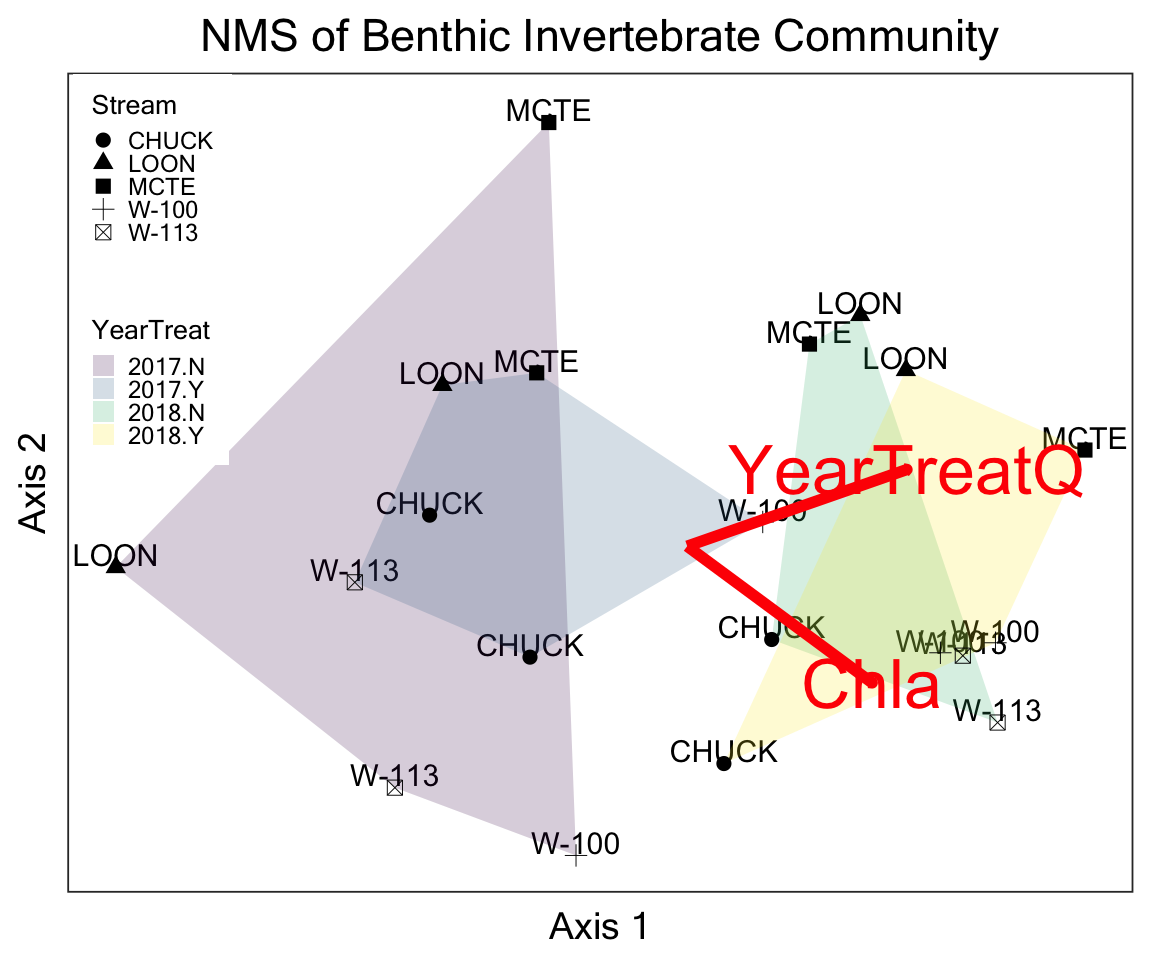 NMS of Benthic Invertebrate Community
Stream
CHUCK
LOON
MCTE
W-100
W-113
YearTreat
2017.N
2017.Y
2018.N
2018.Y
MCTE
LOON
MCTE
LOON
MCTE
LOON
MCTE
YearTreatQ
CHUCK
W-100
LOON
W-113
CHUCK
CHUCK
W-100
W-100
W-113
Chla
W-113
CHUCK
W-113
W-100
Axis 2
Axis 1